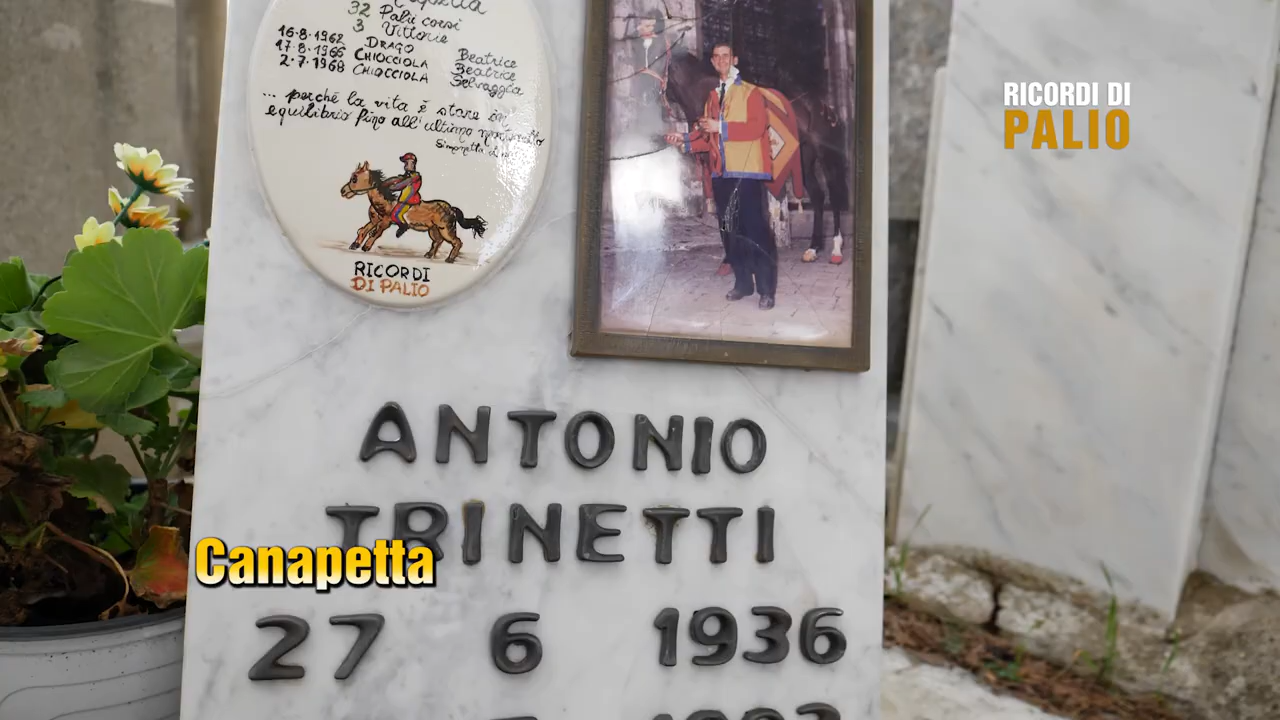 32 Palii corsi
3 Vittorie
16·8·1962 DRAGO Beatrice
17·8·1966 CHIOCCIOLA Beatrice
2·7·1968 CHIOCCIOLA Selvaggia
... perché la vita è stare in
equilibrio fino all'ultimo
Simonetta
RICORDI
DI PALIO
RICORDI DI
PALIO
ANTONIO
TRINETTI
Canapetta
27 6 1936